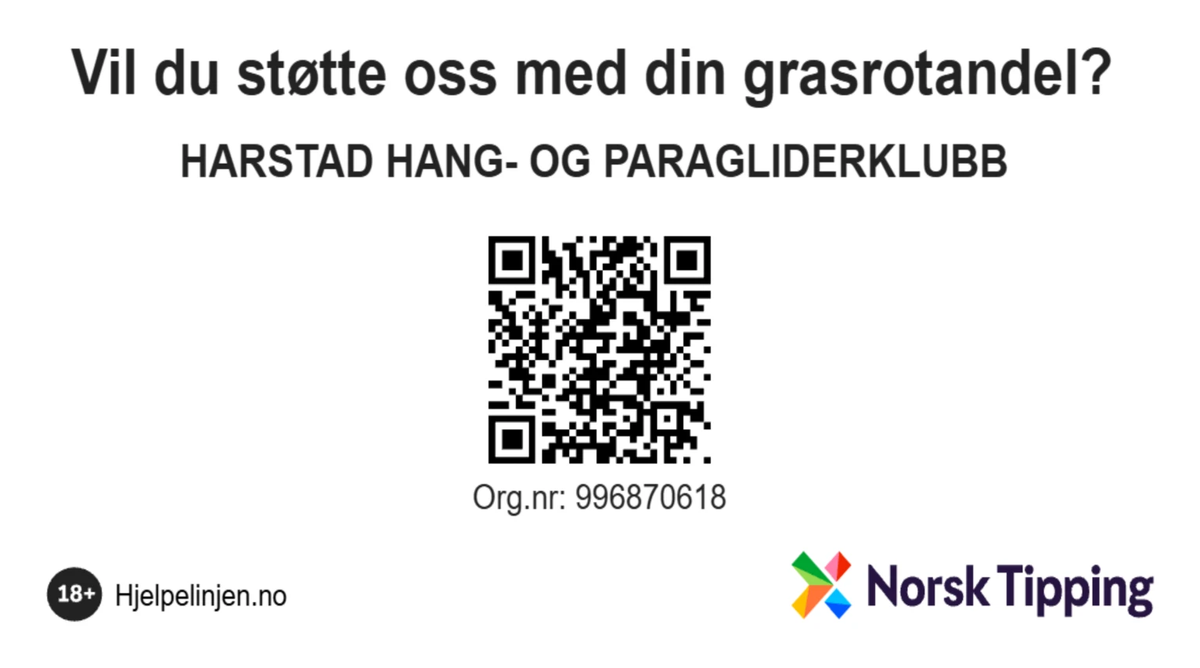 Vil du støtte oss med din grasrotandel?
HARSTAD HANG- OG PARAGLIDERKLUBB
Org.nr: 996870618
18+ Hjelpelinjen.no
Norsk Tipping